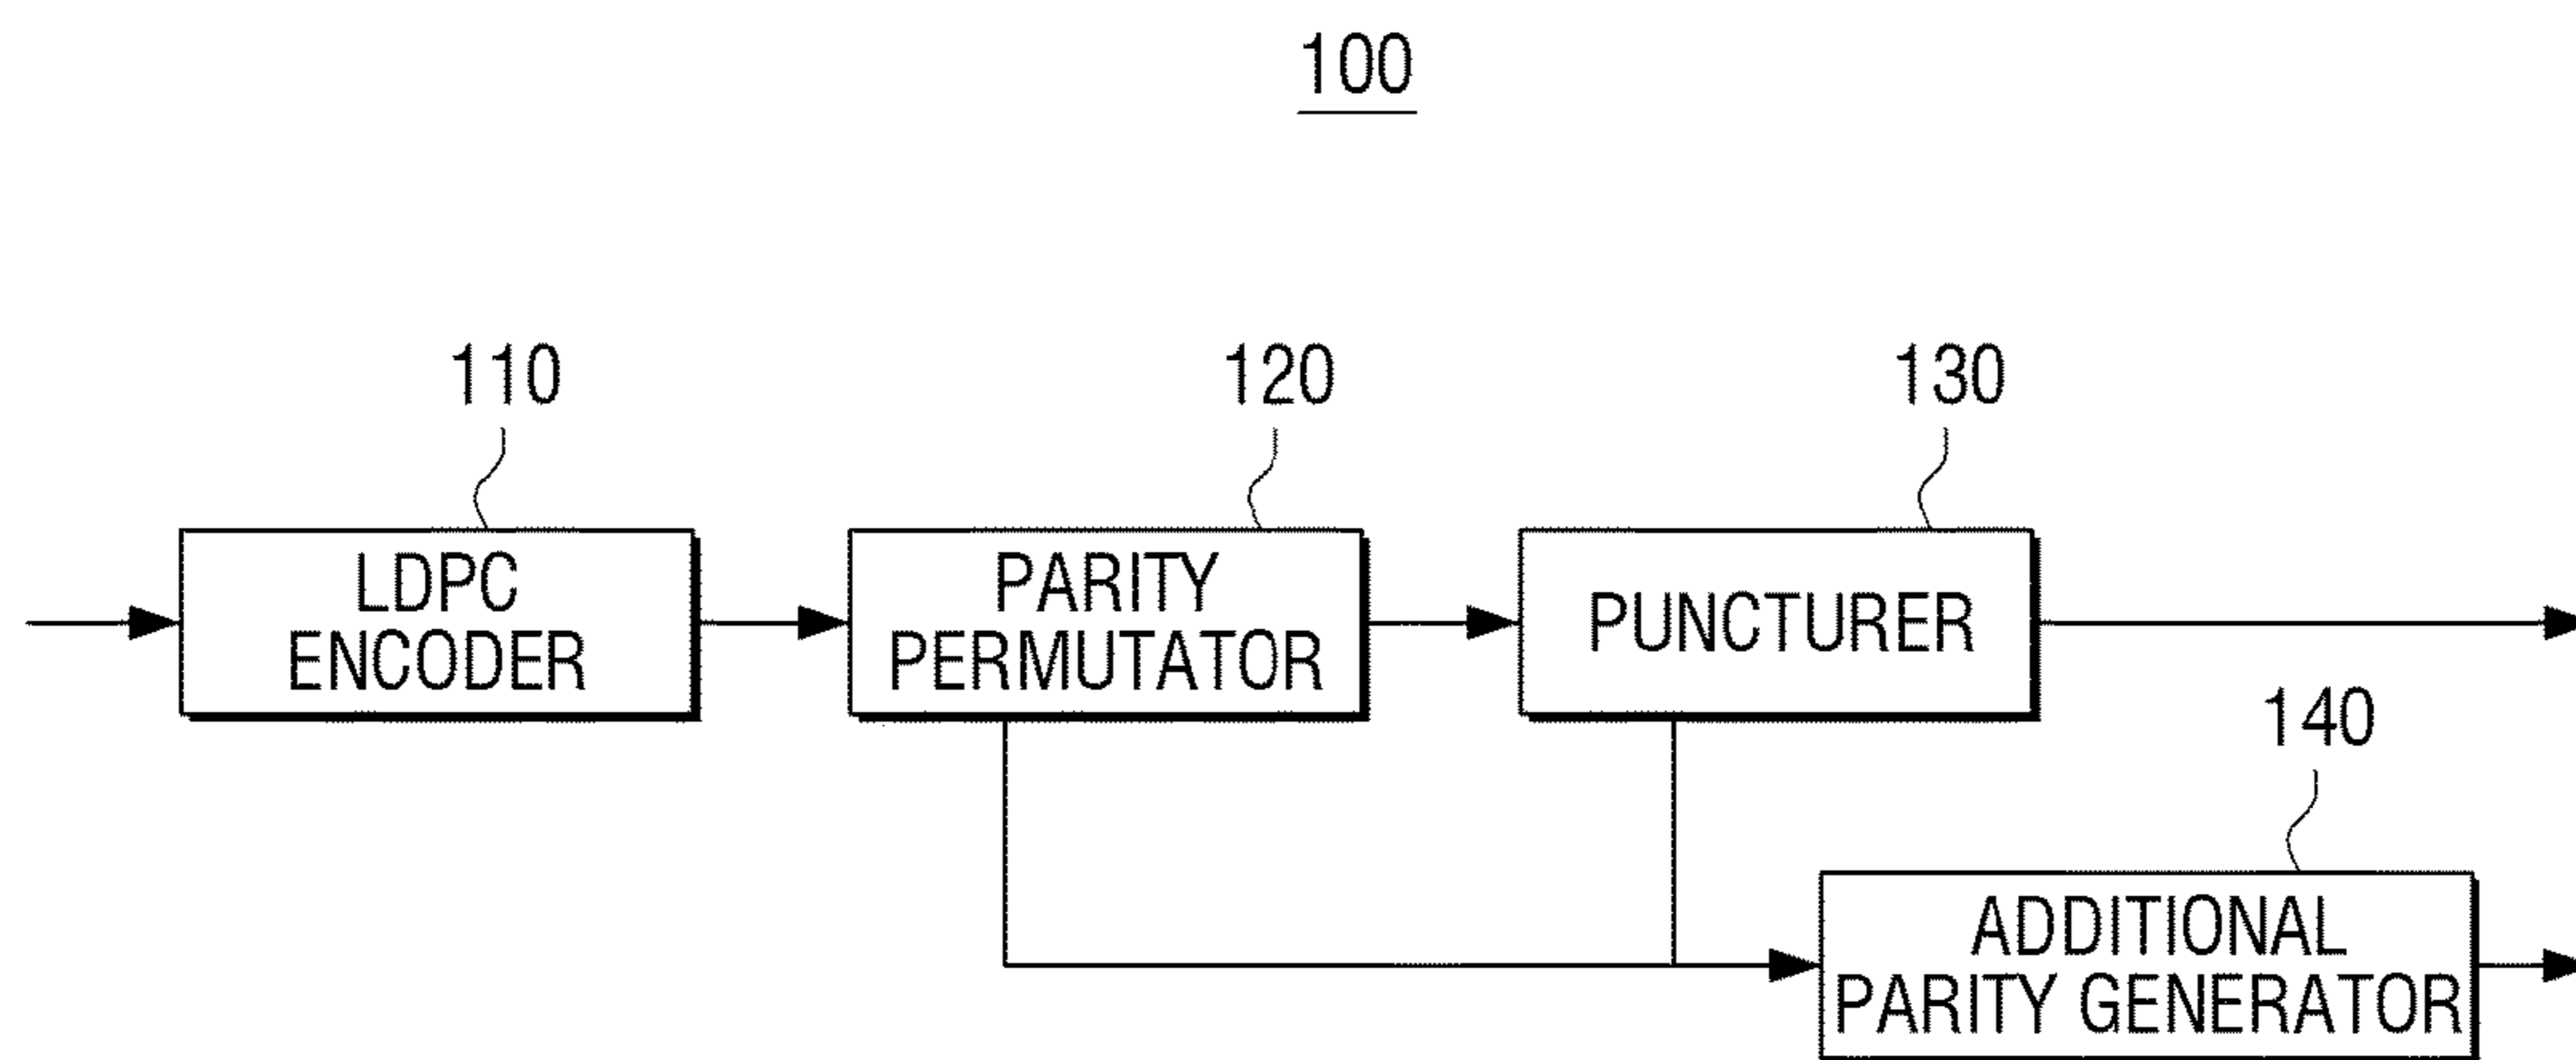 100
110
120
130
LDPC
ENCODER
PARITY
PERMUTATOR
PUNCTURER
140
ADDITIONAL
PARITY GENERATOR